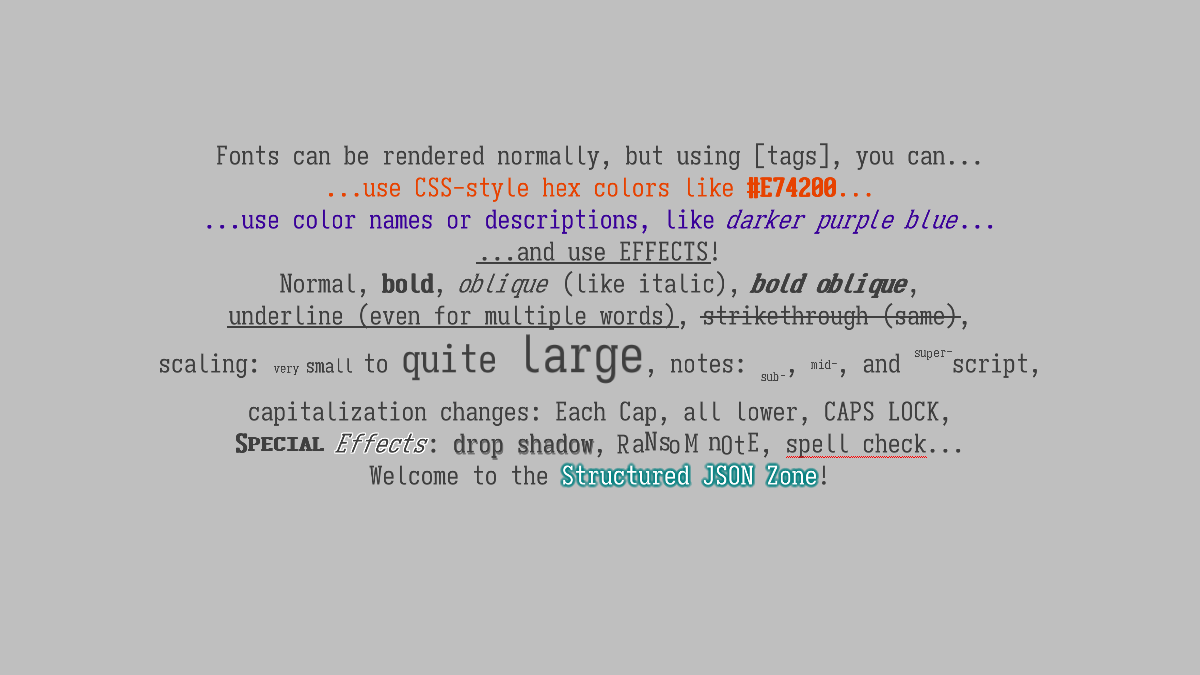 Fonts can be rendered normally, but using [tags], you can...
...use CSS-style hex colors like #E74200...
...use color names or descriptions, like darker purple blue...
...and use EFFECTS!
Normal, bold, oblique (like italic), bold oblique,
underline (even for multiple words), strikethrough (same),
scaling: very small to quite large, notes: sub-, mid-, and super-script,
capitalization changes: Each Cap, all lower, CAPS LOCK,
Special Effects: drop shadow, RaNsoM nOtE, spell check...
Welcome to the Structured JSON Zone!